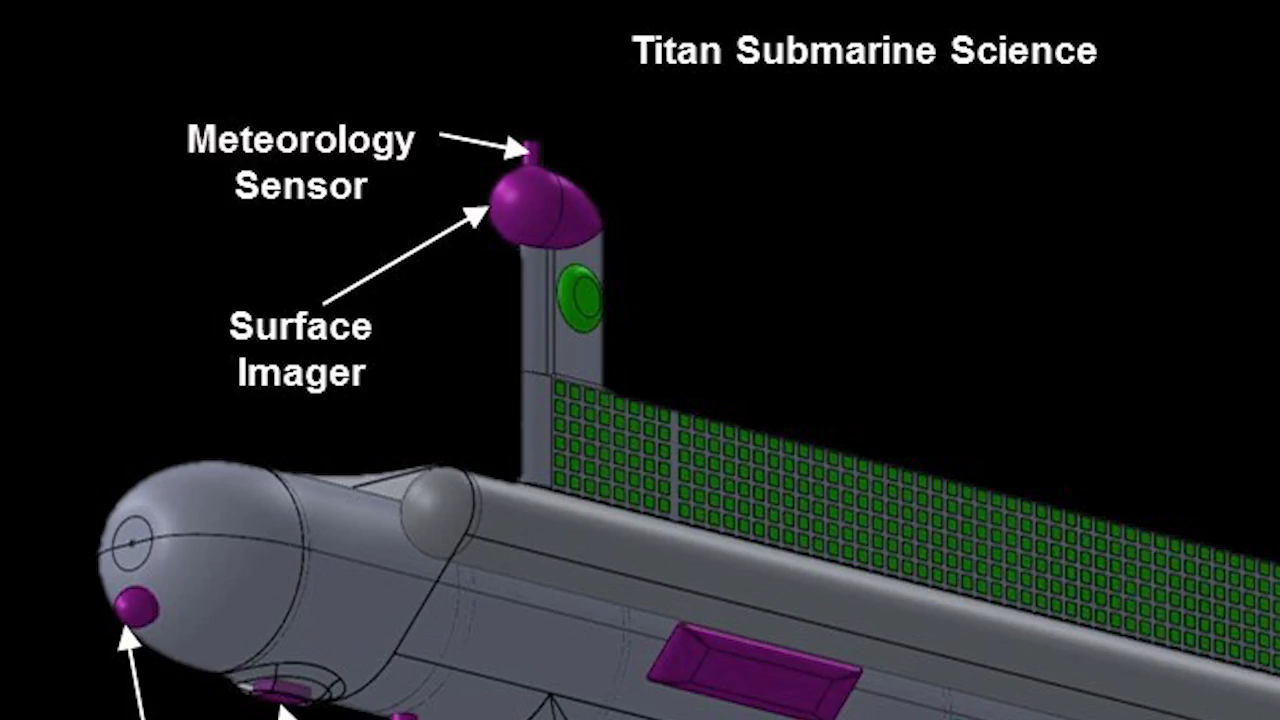 Titan Submarine Science
Meteorology
Sensor
Surface
Imager